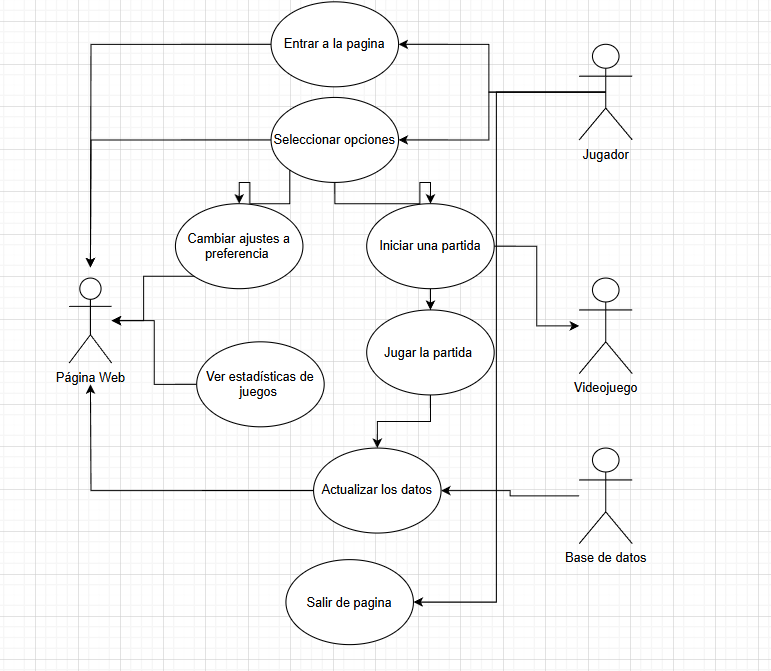 Entrar a la pagina
Seleccionar opciones
Jugador
Cambiar ajustes a
preferencia
Iniciar una partida
Página Web
Ver estadísticas de
juegos
Jugar la partida
Videojuego
Actualizar los datos
Base de datos
Salir de pagina